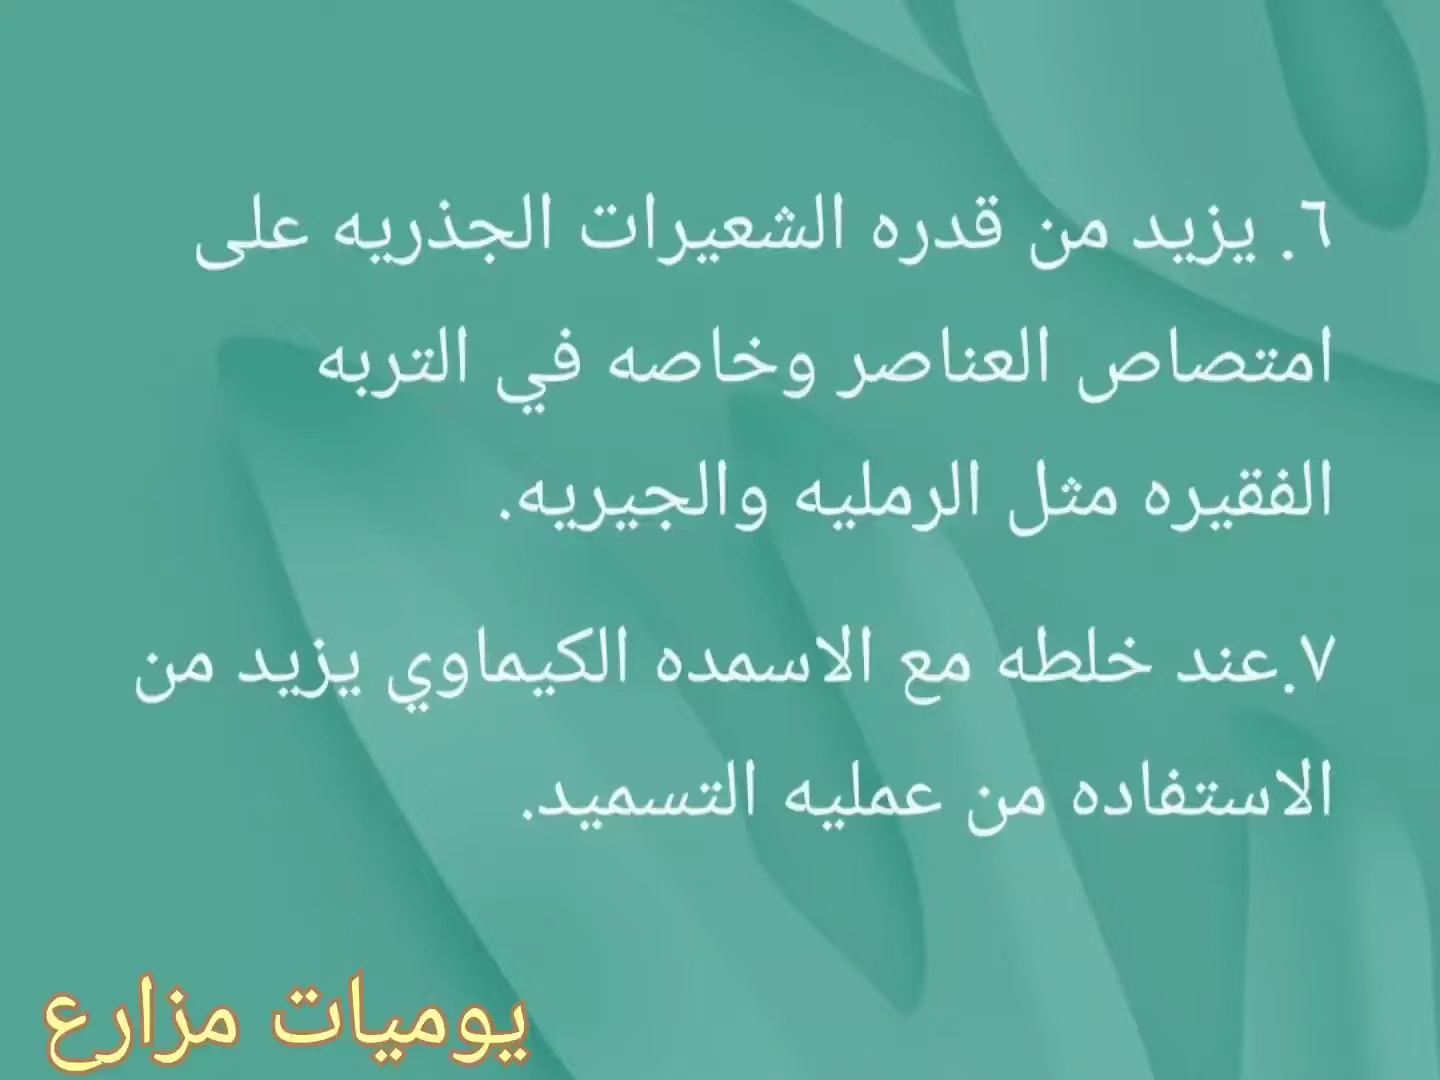 ٦. يزيد من قدره الشعيرات الجذريه على
امتصاص العناصر وخاصه في التربه
الفقيره مثل الرمليه والجيريه.
٧.عند خلطه مع الاسمده الكيماوي يزيد من
الاستفاده من عمليه التسميد.
يوميات مزارع